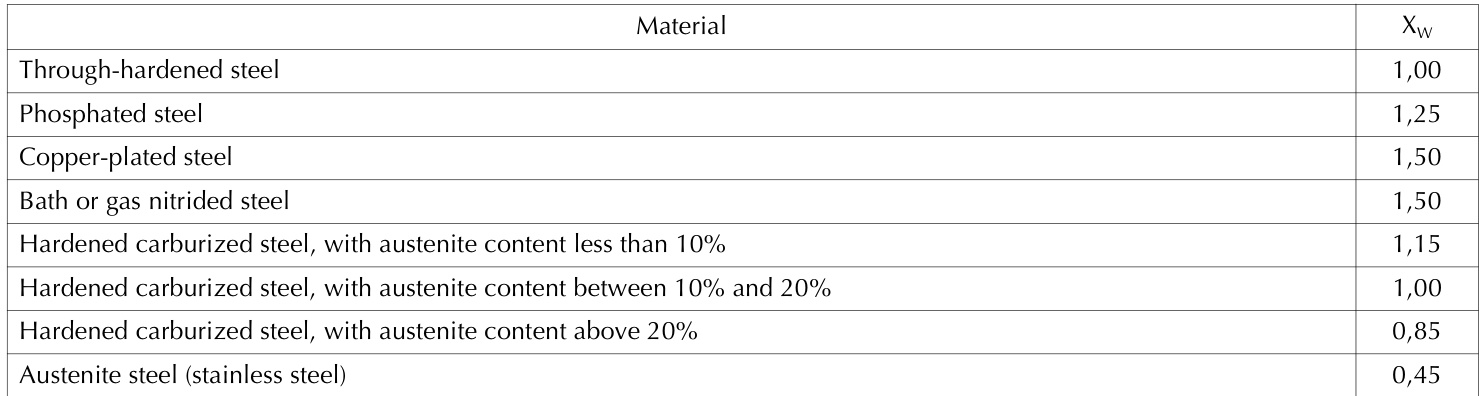 Material X_W
Through-hardened steel 1,00
Phosphated steel 1,25
Copper-plated steel 1,50
Bath or gas nitrided steel 1,50
Hardened carburized steel, with austenite content less than 10% 1,15
Hardened carburized steel, with austenite content between 10% and 20% 1,00
Hardened carburized steel, with austenite content above 20% 0,85
Austenite steel (stainless steel) 0,45